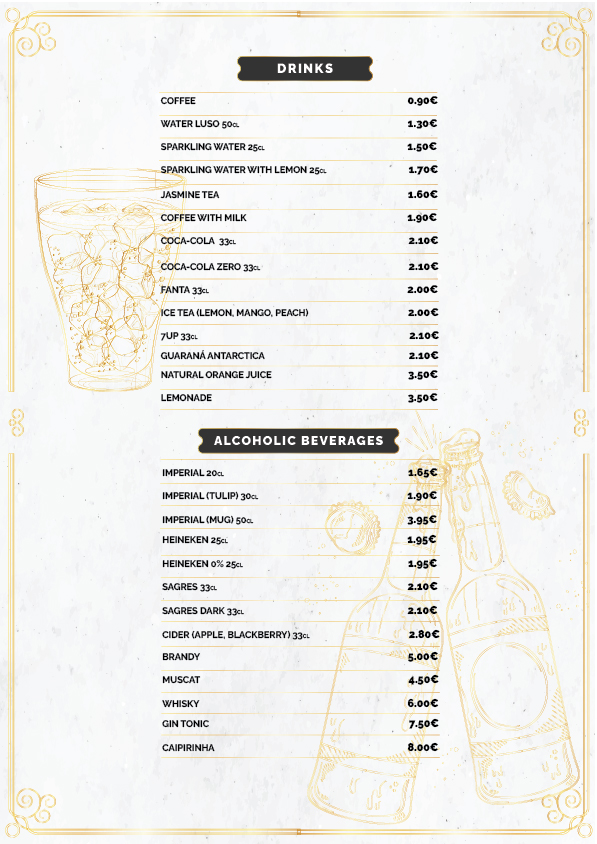 DRINKS
COFFEE 0.90€
WATER LUSO 50CL 1.30€
SPARKLING WATER 25CL 1.50€
SPARKLING WATER WITH LEMON 25CL 1.70€
JASMINE TEA 1.60€
COFFEE WITH MILK 1.90€
COCA-COLA 33CL 2.10€
COCA-COLA ZERO 33CL 2.10€
FANTA 33CL 2.00€
ICE TEA (LEMON, MANGO, PEACH) 2.00€
7UP 33CL 2.10€
GUARANÁ ANTARCTICA 2.10€
NATURAL ORANGE JUICE 3.50€
LEMONADE 3.50€
ALCOHOLIC BEVERAGES
IMPERIAL 20CL 1.65€
IMPERIAL (TULIP) 30CL 1.90€
IMPERIAL (MUG) 50CL 3.95€
HEINEKEN 25CL 1.95€
HEINEKEN 0% 25CL 1.95€
SAGRES 33CL 2.10€
SAGRES DARK 33CL 2.10€
CIDER (APPLE, BLACKBERRY) 33CL 2.80€
BRANDY 5.00€
MUSCAT 4.50€
WHISKY 6.00€
GIN TONIC 7.50€
CAIPIRINHA 8.00€